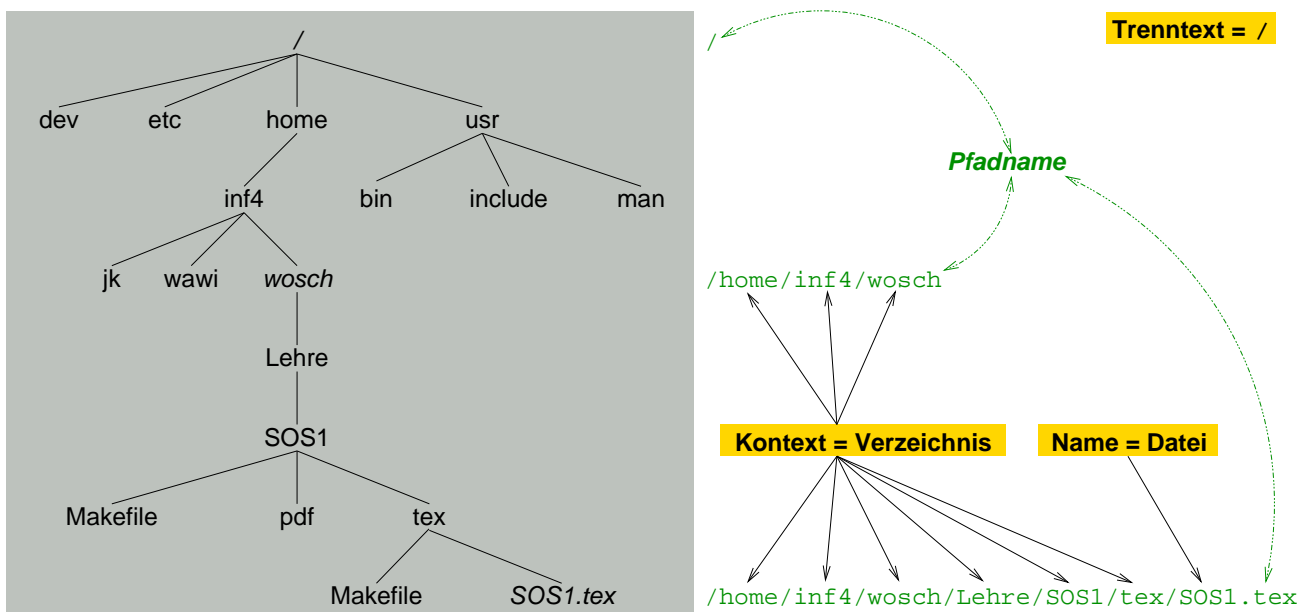 /
dev etc home usr
inf4 bin include man
jk wawi wosch
Lehre
SOS1
Makefile pdf tex
Makefile SOS1.tex
Trenntext = /
/
Pfadname
/home/inf4/wosch
Kontext = Verzeichnis Name = Datei
/home/inf4/wosch/Lehre/SOS1/tex/SOS1.tex